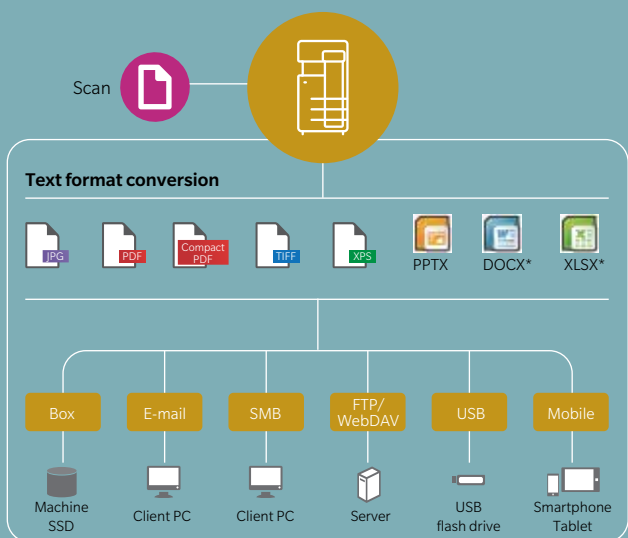 Scan
Text format conversion
JPG
PDF
Compact
PDF
TIFF
XPS
PPTX
DOCX*
XLSX*
Box
E-mail
SMB
FTP/
WebDAV
USB
Mobile
Machine
SSD
Client PC
Client PC
Server
USB
flash drive
Smartphone
Tablet